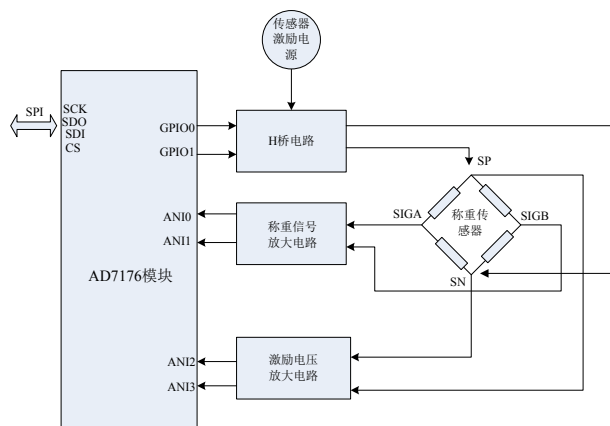 传感器
激励电
源
SPI
SCK
SDO
SDI
CS
GPIO0
GPIO1
H桥电路
SP
ANI0
ANI1
称重信号
放大电路
SIGA
称重传
感器
SIGB
SN
AD7176模块
ANI2
ANI3
激励电压
放大电路